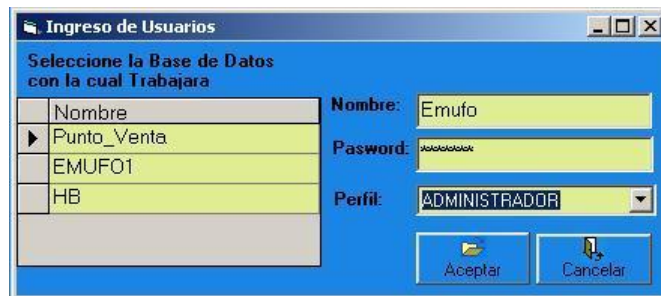 Ingreso de Usuarios
Seleccione la Base de Datos
con la cual Trabajara
Nombre
Punto_Venta
EMUFO1
HB
Nombre: Emufo
Pasword: *********
Perfil: ADMINISTRADOR
Aceptar
Cancelar